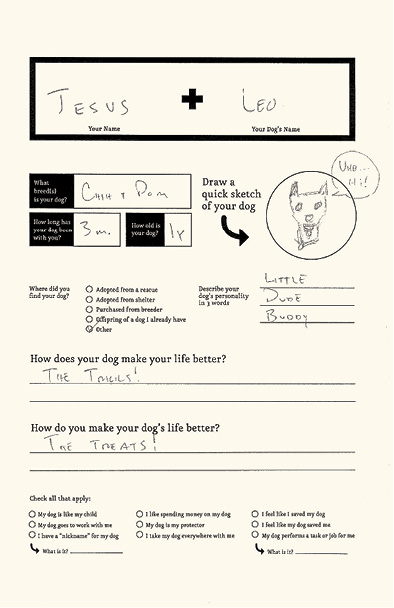 Jesus + Leo
Your Name Your Dog's Name
What breed(s) is your dog? Chih + Pom
How long has your dog been with you? 3 m.
How old is your dog? 1 Y
Draw a
quick sketch
of your dog
Uhh...
Hi!
Where did you
find your dog?
Adopted from a rescue
Adopted from shelter
Purchased from breeder
Offspring of a dog I already have
Other
Describe your
dog's personality
in 3 words
Little
Dude
Buddy
How does your dog make your life better?
The Tricks!
How do you make your dog's life better?
The Treats!
Check all that apply:
My dog is like my child
My dog goes to work with me
I have a "nickname" for my dog
What is it?
I like spending money on my dog
My dog is my protector
I take my dog everywhere with me
I feel like I saved my dog
I feel like my dog saved me
My dog performs a task or job for me
What is it?